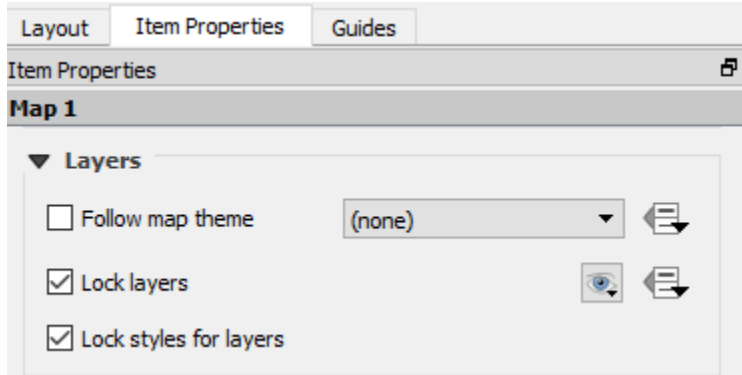 Layout Item Properties Guides
Item Properties
Map 1
Layers
Follow map theme (none)
Lock layers
Lock styles for layers